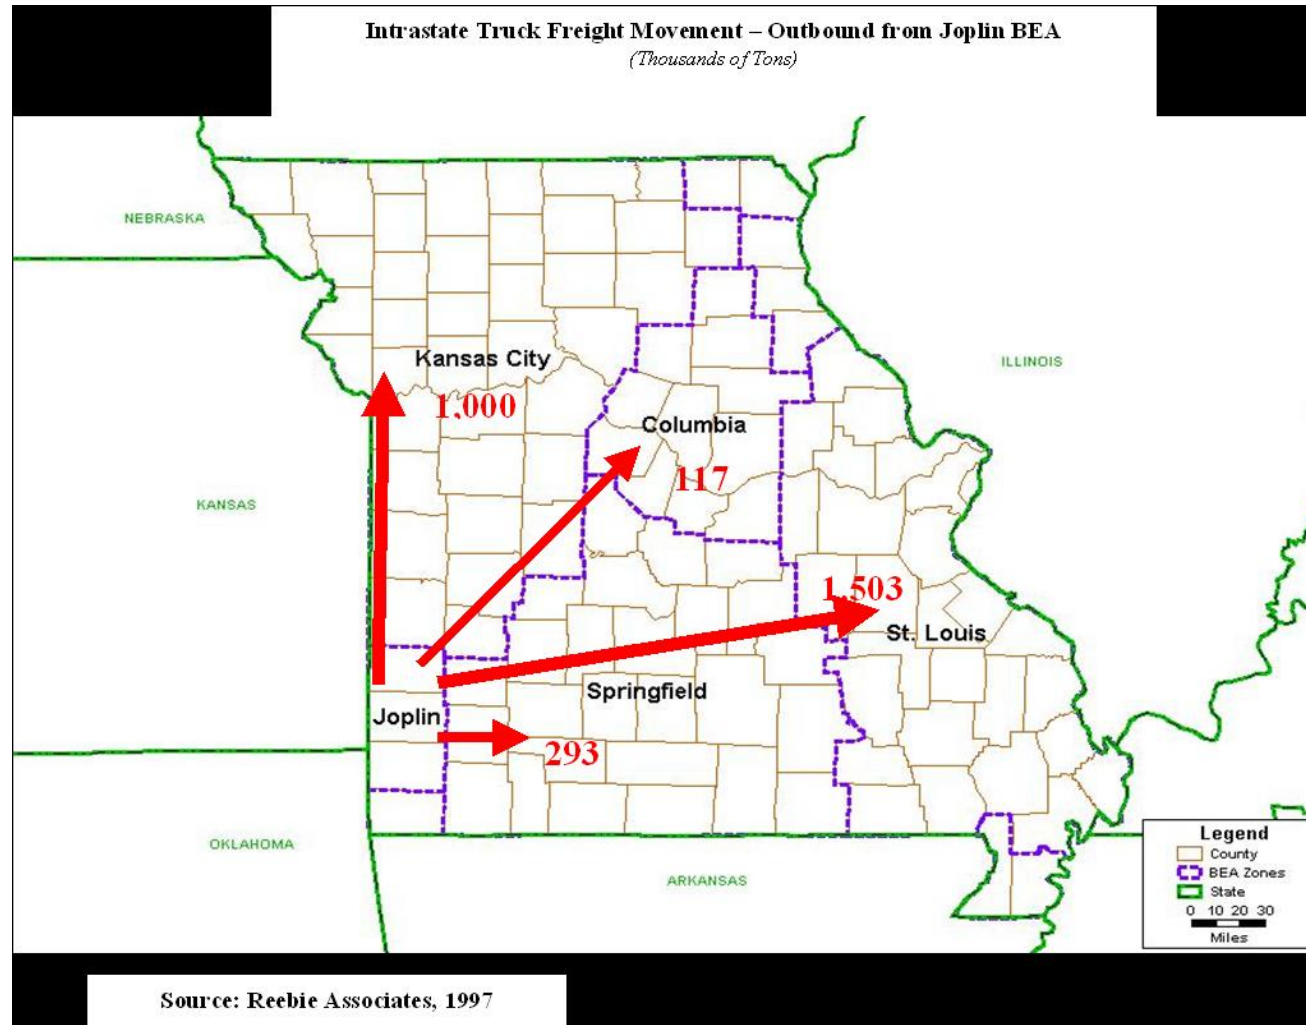 Intrastate Truck Freight Movement – Outbound from Joplin BEA
(Thousands of Tons)
NEBRASKA
Kansas City
ILLINOIS
1,000
Columbia
117
KANSAS
1,503
St. Louis
Springfield
Joplin
293
OKLAHOMA
ARKANSAS
Legend
County
BEA Zones
State
0 10 20 30
Miles
Source: Reebie Associates, 1997